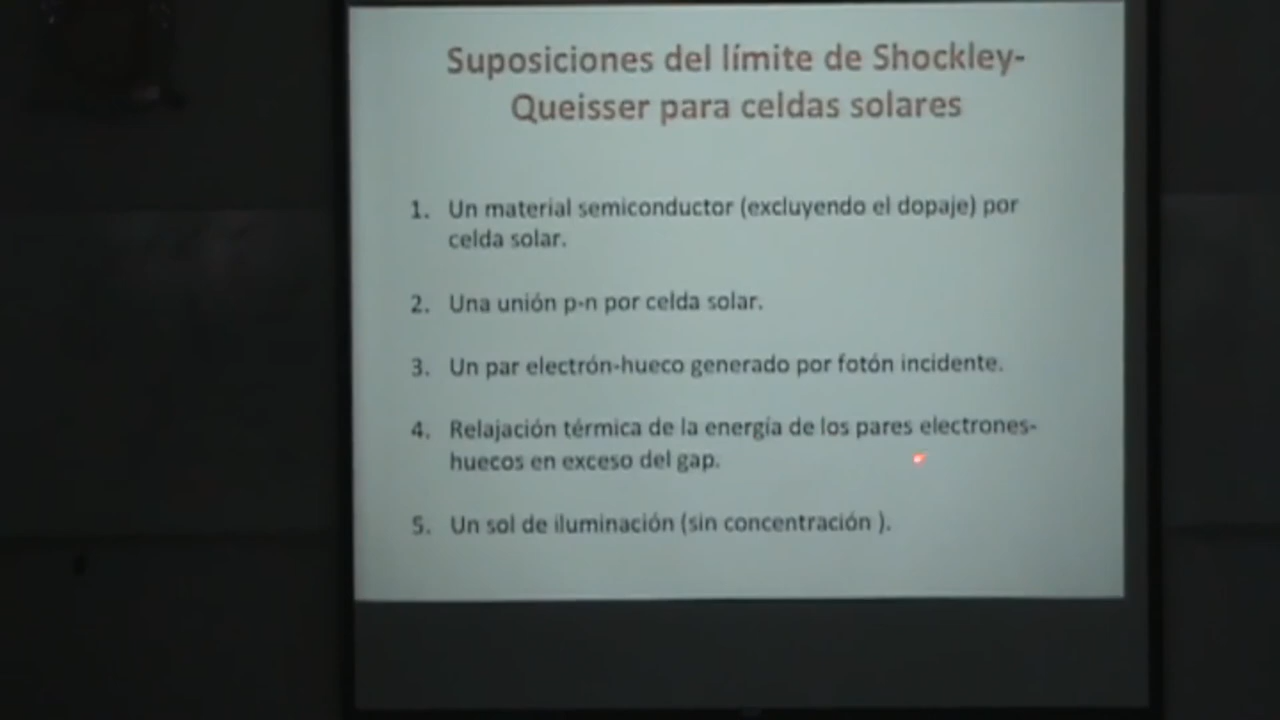 Suposiciones del límite de Shockley-
Queisser para celdas solares
1. Un material semiconductor (excluyendo el dopaje) por
celda solar.
2. Una unión p-n por celda solar.
3. Un par electrón-hueco generado por fotón incidente.
4. Relajación térmica de la energía de los pares electrones-
huecos en exceso del gap.
5. Un sol de iluminación (sin concentración ).